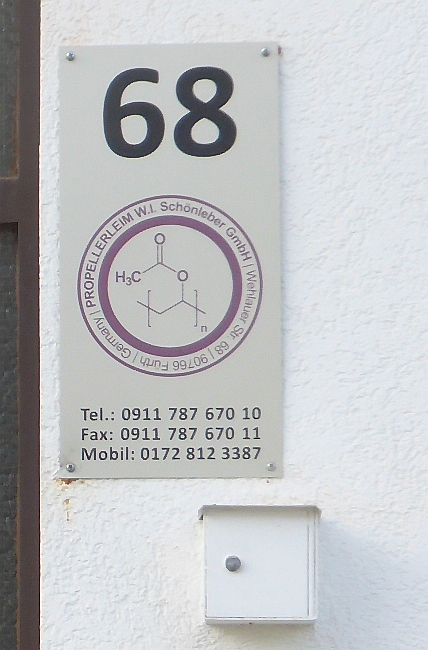 68
PROPELLERLEIM W.I. Schönleber GmbH | Wehlauer Str 68 | 90766 Fürth | Germany |
O
H₃C
O
n
Tel.: 0911 787 670 10
Fax: 0911 787 670 11
Mobil: 0172 812 3387